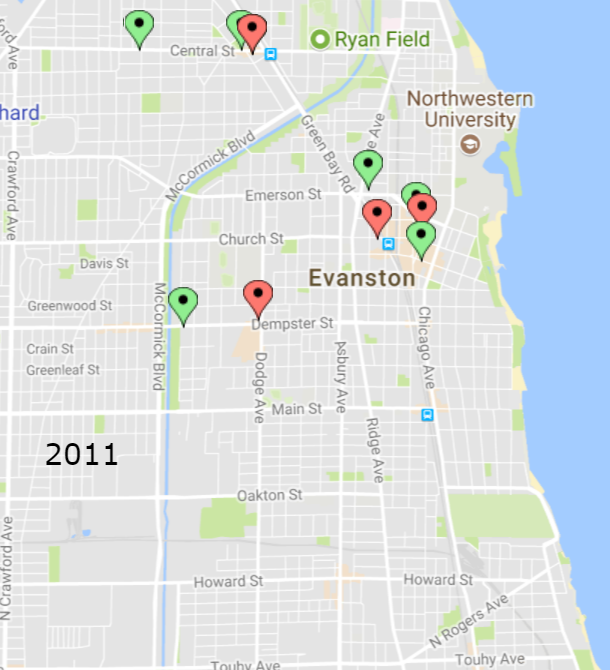 ord Ave
Central St
Ryan Field
hard
Northwestern
University
McCormick Blvd
Green Bay Rd
e Ave
Crawford Ave
Emerson St
Church St
Davis St
Evanston
Greenwood St
McCormick Blvd
Dempster St
Chicago Ave
Crain St
Greenleaf St
Dodge Ave
Asbury Ave
Main St
Ridge Ave
2011
Oakton St
N Crawford Ave
Howard St
Howard St
N Rogers Ave
Touhy Ave
Touhy Ave